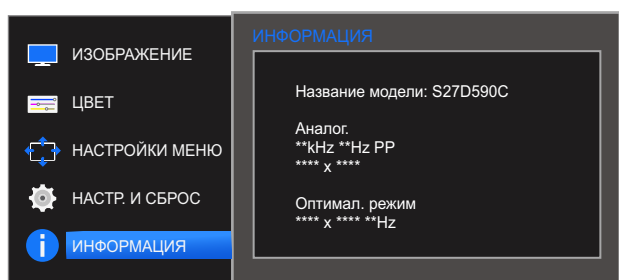 ИЗОБРАЖЕНИЕ
ЦВЕТ
НАСТРОЙКИ МЕНЮ
НАСТР. И СБРОС
ИНФОРМАЦИЯ
ИНФОРМАЦИЯ
Название модели: S27D590C
Аналог.
**kHz **Hz PP
**** x ****
Оптимал. режим
**** x **** **Hz